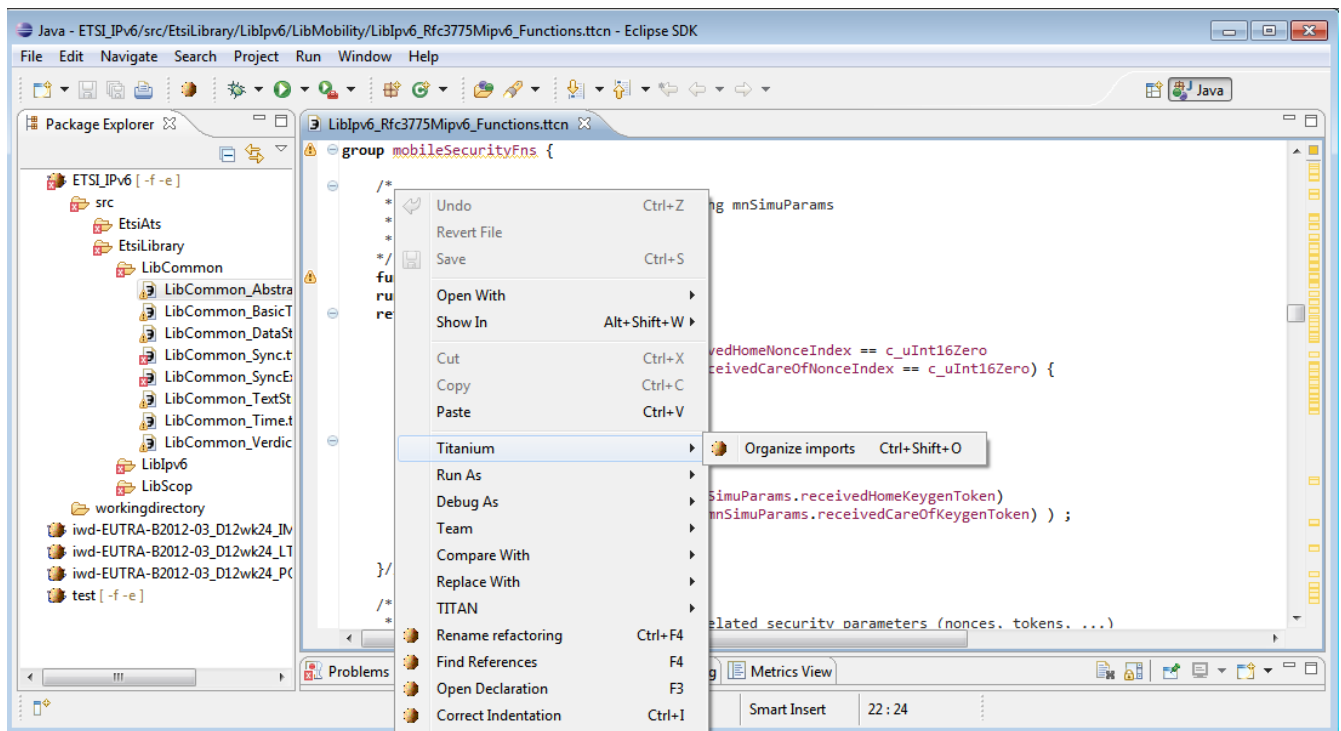 Java - ETSI_IPv6/src/EtsiLibrary/LibIpv6/LibMobility/LibIpv6_Rfc3775Mipv6_Functions.ttcn - Eclipse SDK
File Edit Navigate Search Project Run Window Help
Java
Package Explorer
LibIpv6_Rfc3775Mipv6_Functions.ttcn
ETSI_IPv6 [ -f -e ]
src
EtsiAts
EtsiLibrary
LibCommon
LibCommon_Abstra
LibCommon_BasicT
LibCommon_DataSt
LibCommon_Sync.t
LibCommon_SyncE
LibCommon_TextSt
LibCommon_Time.t
LibCommon_Verdic
LibIpv6
LibScop
workingdirectory
iwd-EUTRA-B2012-03_D12wk24_IM
iwd-EUTRA-B2012-03_D12wk24_LT
iwd-EUTRA-B2012-03_D12wk24_PC
test [ -f -e ]
group mobileSecurityFns {
/*
*
ng mnSimuParams
*
*
*/
fu
ru
re
vedHomeNonceIndex == c_uInt16Zero
ceivedCareOfNonceIndex == c_uInt16Zero) {
SimuParams.receivedHomeKeygenToken)
mnSimuParams.receivedCareOfKeygenToken) ) ;
}/
/*
*
elated security parameters (nonces, tokens, ...)
Undo Ctrl+Z
Revert File
Save Ctrl+S
Open With
Show In Alt+Shift+W
Cut Ctrl+X
Copy Ctrl+C
Paste Ctrl+V
Titanium
Organize imports Ctrl+Shift+O
Run As
Debug As
Team
Compare With
Replace With
TITAN
Rename refactoring Ctrl+F4
Find References F4
Open Declaration F3
Correct Indentation Ctrl+I
Problems
g
Metrics View
Smart Insert
22 : 24